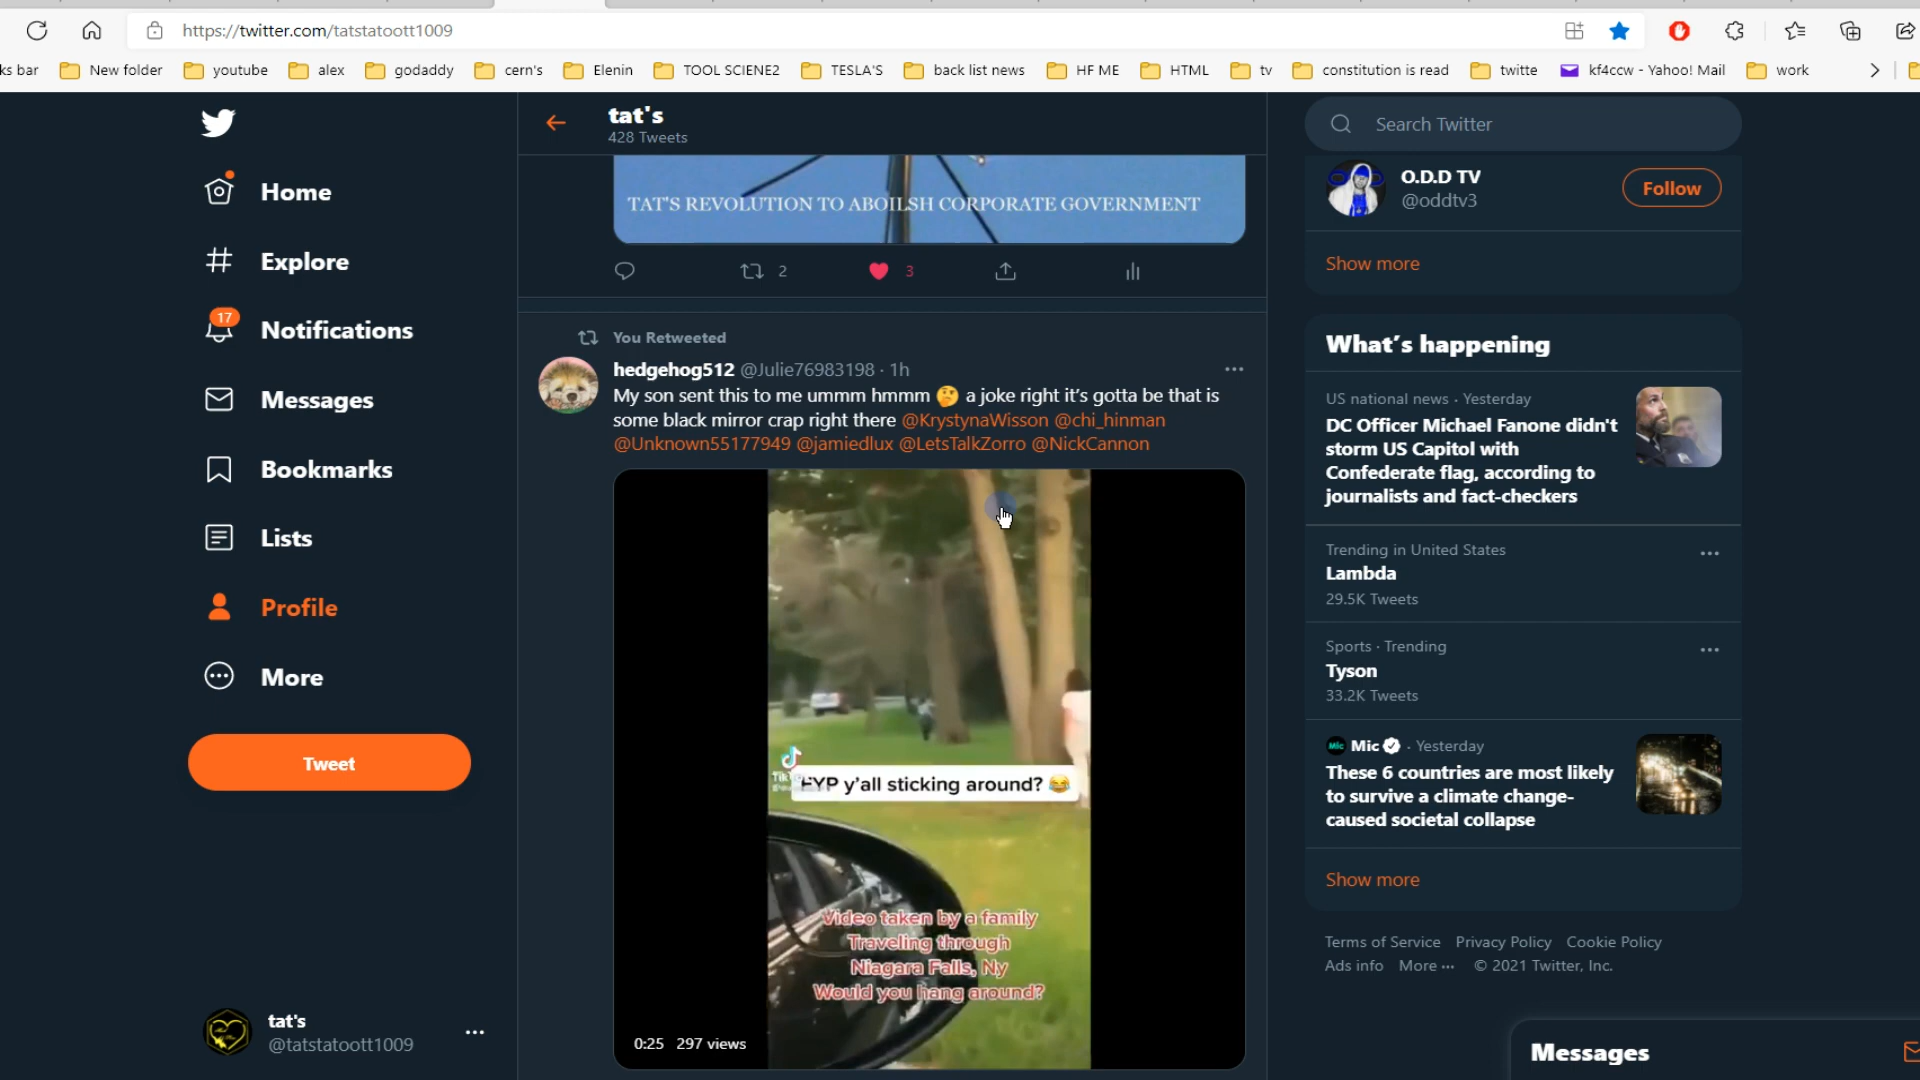 https://twitter.com/tatstatoott1009
ks bar
New folder
youtube
alex
godaddy
cern's
Elenin
TOOL SCIENE2
TESLA'S
back list news
HF ME
HTML
tv
constitution is read
twitte
kf4ccw - Yahoo! Mail
work
Home
Explore
17
Notifications
Messages
Bookmarks
Lists
Profile
More
Tweet
tat's
@tatstatoott1009
tat's
428 Tweets
TAT'S REVOLUTION TO ABOILSH CORPORATE GOVERNMENT
2
3
You Retweeted
hedgehog512 @Julie76983198 · 1h
My son sent this to me ummm hmmm 🤔 a joke right it's gotta be that is
some black mirror crap right there @KrystynaWisson @chi_hinman
@Unknown55177949 @jamiedlux @LetsTalkZorro @NickCannon
FYP y'all sticking around? 😂
Video taken by a family
Traveling through
Niagara Falls, Ny
Would you hang around?
0:25 297 views
Search Twitter
O.D.D TV
@oddtv3
Follow
Show more
What's happening
US national news · Yesterday
DC Officer Michael Fanone didn't
storm US Capitol with
Confederate flag, according to
journalists and fact-checkers
Trending in United States
Lambda
29.5K Tweets
Sports · Trending
Tyson
33.2K Tweets
Mic Mic · Yesterday
These 6 countries are most likely
to survive a climate change-
caused societal collapse
Show more
Terms of Service Privacy Policy Cookie Policy
Ads info More ··· © 2021 Twitter, Inc.
Messages